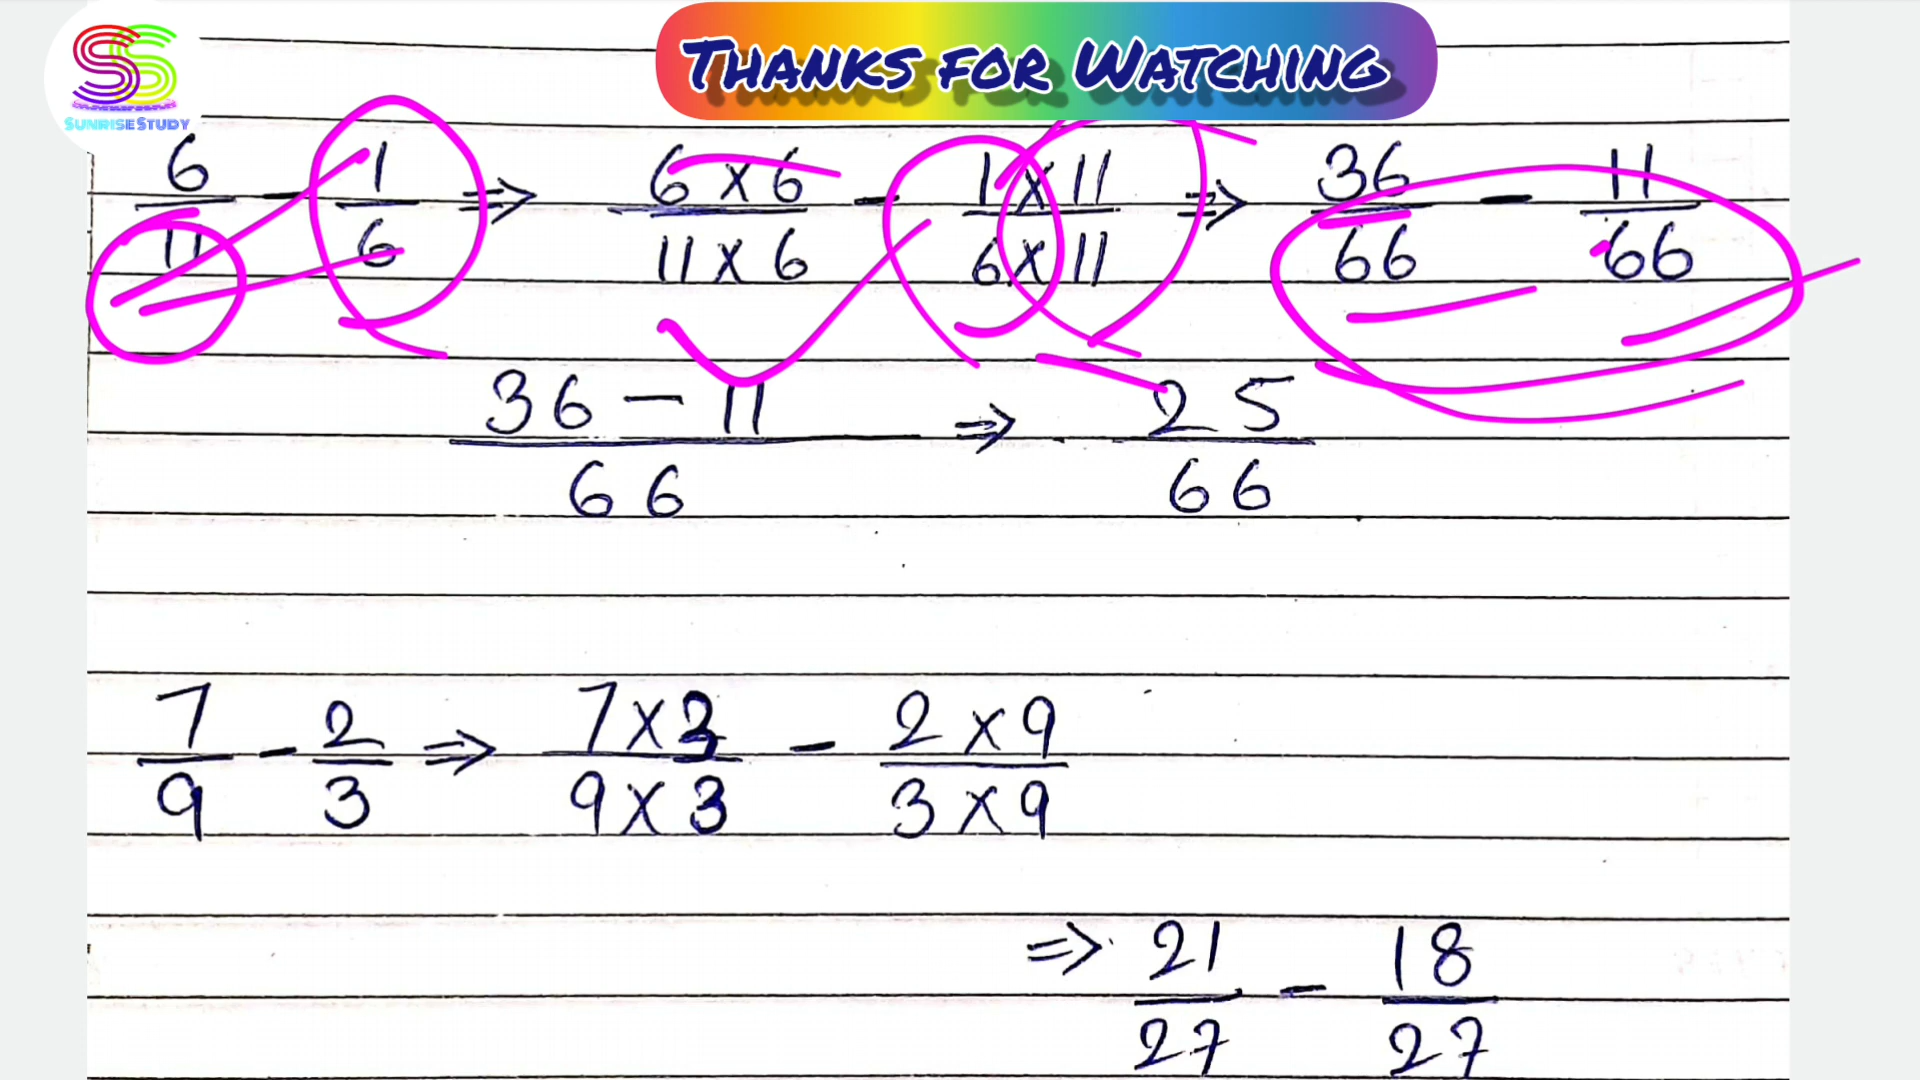 THANKS FOR WATCHING
SS
SUNRISE STUDY
6/11 - 1/6 ⇒ 6×6/11×6 - 1×11/6×11 ⇒ 36/66 - 11/66
36-11/66 ⇒ 25/66
7/9 - 2/3 ⇒ 7×3/9×3 - 2×9/3×9
⇒ 21/27 - 18/27